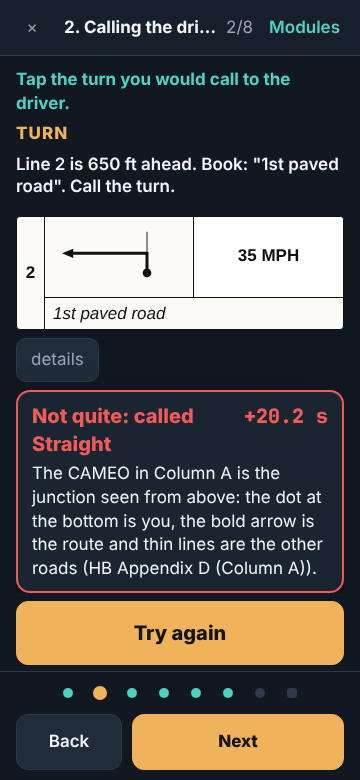 × 2. Calling the dri... 2/8 Modules
Tap the turn you would call to the
driver.
TURN
Line 2 is 650 ft ahead. Book: "1st paved
road". Call the turn.
2
35 MPH
1st paved road
details
Not quite: called +20.2 s
Straight
The CAMEO in Column A is the
junction seen from above: the dot at
the bottom is you, the bold arrow is
the route and thin lines are the other
roads (HB Appendix D (Column A)).
Try again
Back Next